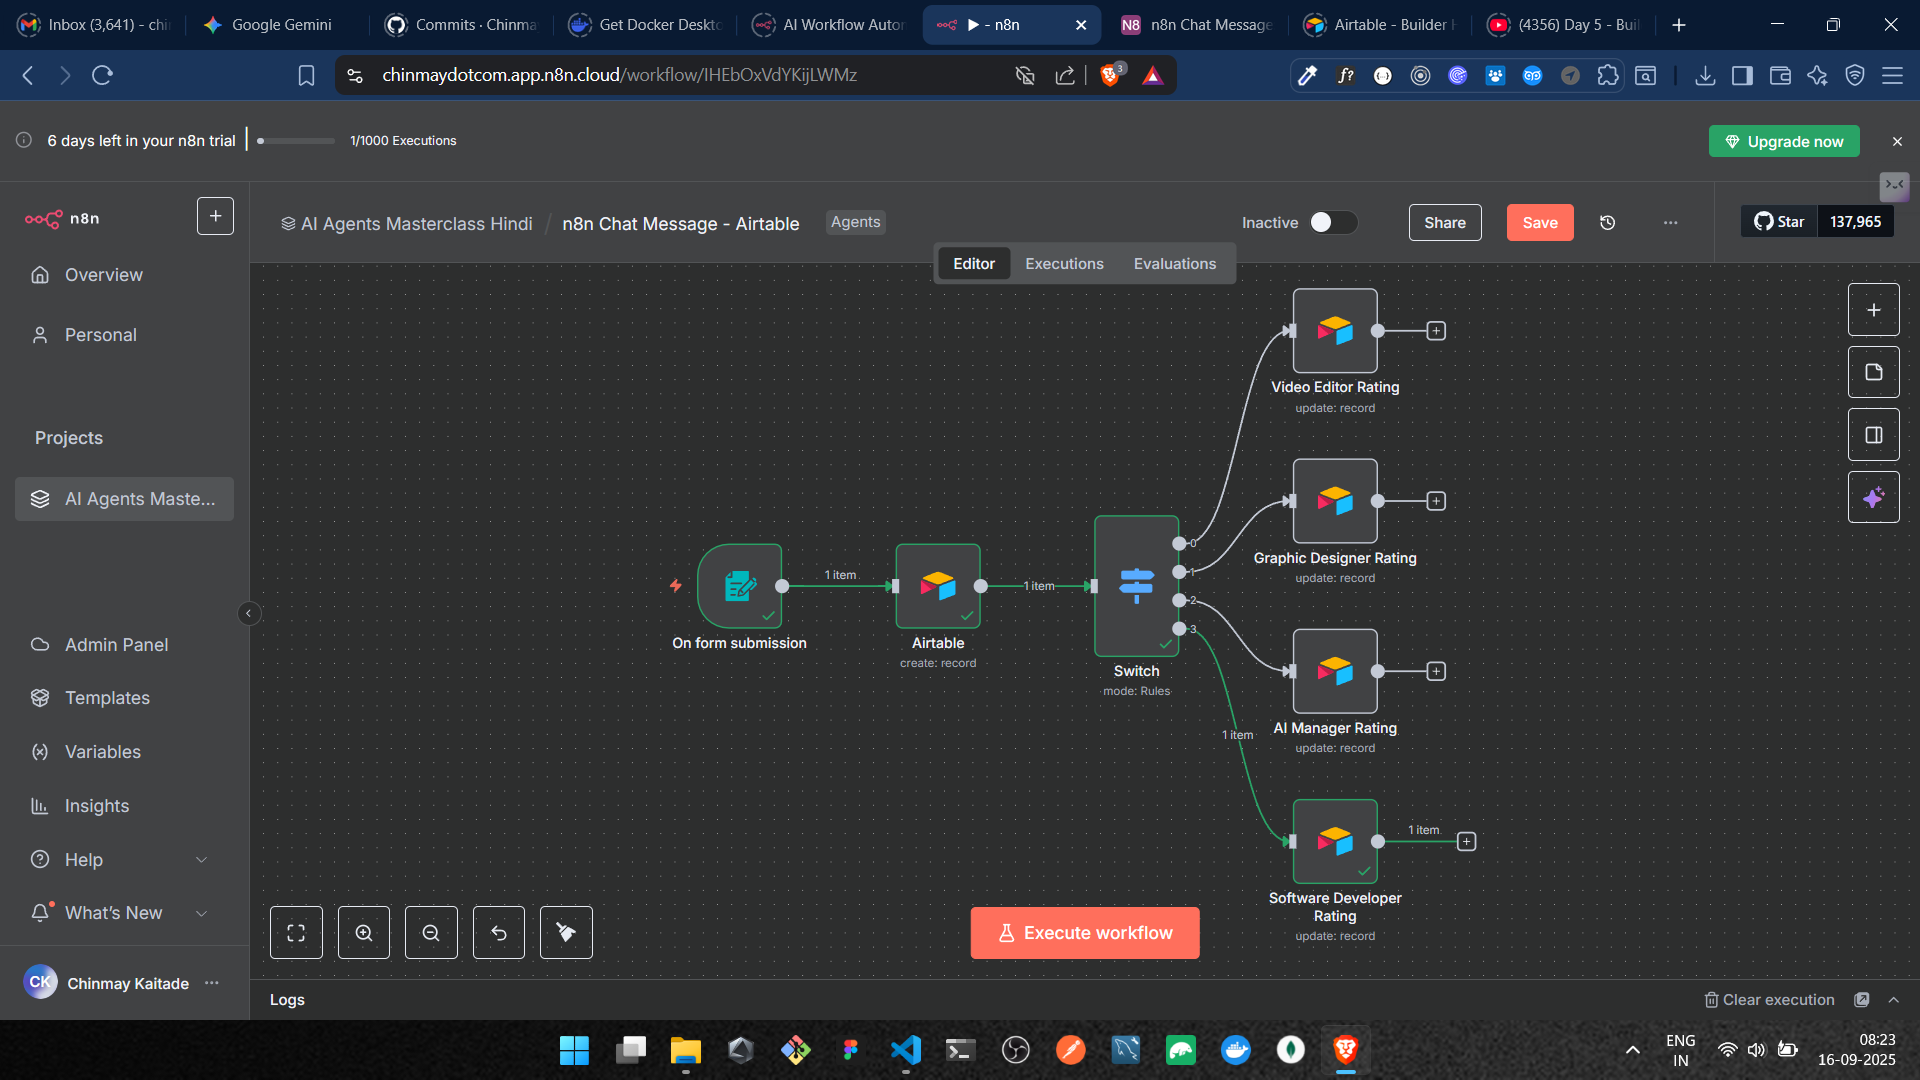 Inbox (3,641) - chi
Google Gemini
Commits · Chinma
Get Docker Deskto
AI Workflow Auton
▶ - n8n
N8
n8n Chat Message
Airtable - Builder H
(4356) Day 5 - Buil
chinmaydotcom.app.n8n.cloud/workflow/IHEbOxVdYKijLWMz
3
f?
6 days left in your n8n trial
1/1000 Executions
Upgrade now
n8n
AI Agents Masterclass Hindi / n8n Chat Message - Airtable
Agents
Inactive
Share
Save
Star
137,965
Editor
Executions
Evaluations
Overview
Personal
Projects
AI Agents Maste...
Admin Panel
Templates
Variables
Insights
Help
What's New
CK
Chinmay Kaitade
On form submission
1 item
Airtable
create: record
1 item
Switch
mode: Rules
0
1
2
3
1 item
Video Editor Rating
update: record
Graphic Designer Rating
update: record
AI Manager Rating
update: record
1 item
Software Developer
Rating
update: record
Execute workflow
Logs
Clear execution
ENG
IN
08:23
16-09-2025